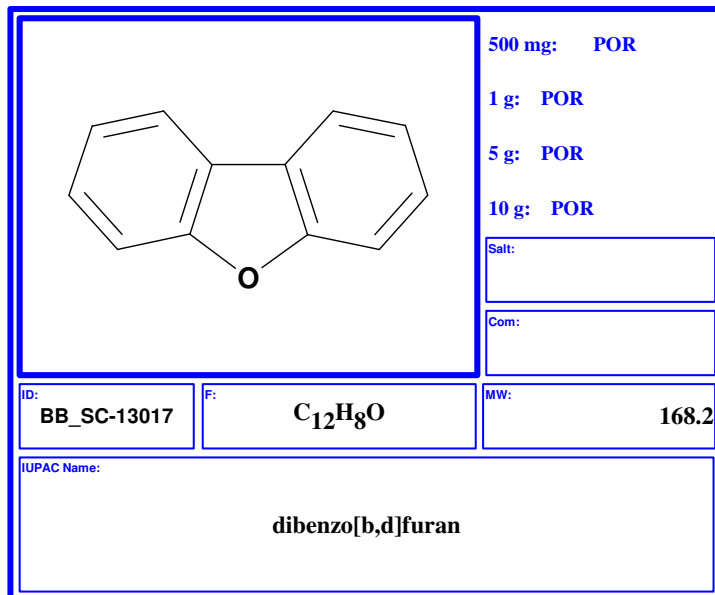 500 mg: POR
1 g: POR
5 g: POR
10 g: POR
O
Salt:
Com:
ID:
BB_SC-13017
F:
C12H8O
MW:
168.2
IUPAC Name:
dibenzo[b,d]furan